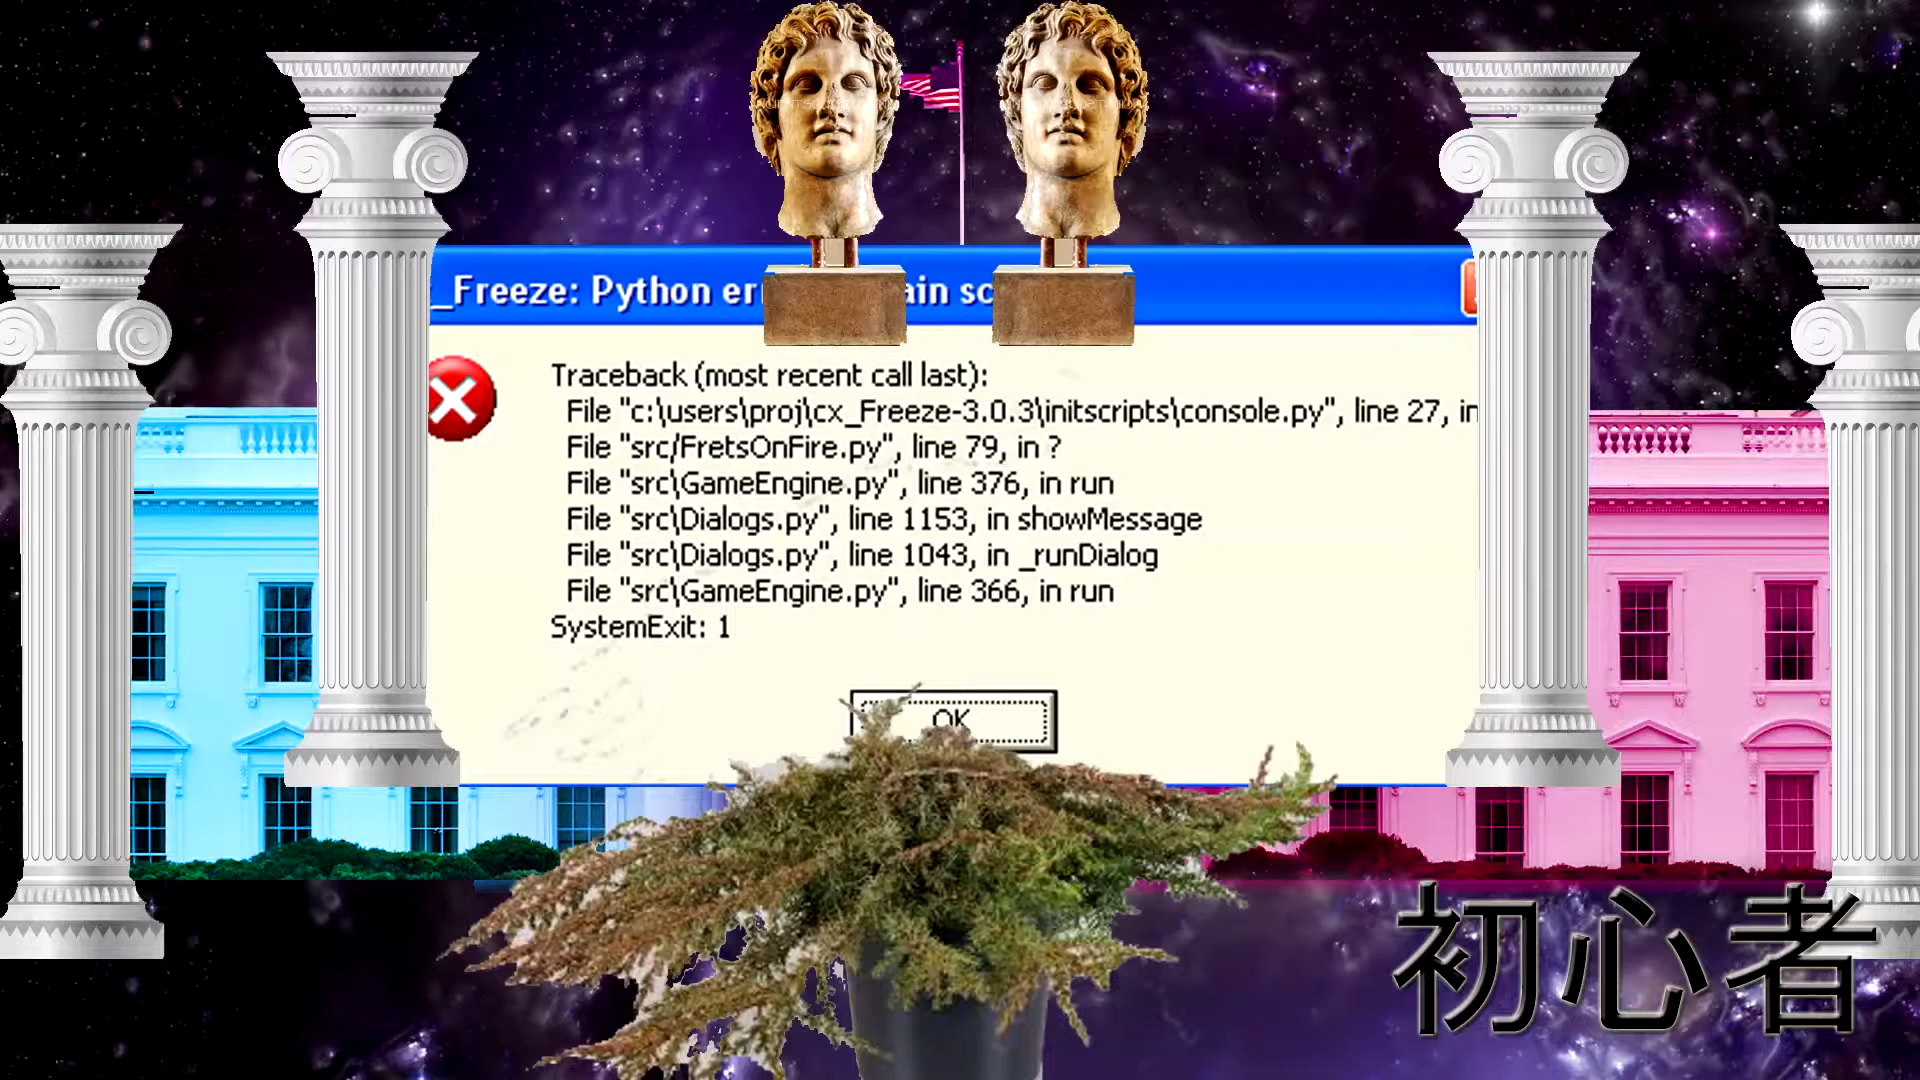 _Freeze: Python er ain sc
Traceback (most recent call last):
File "c:\users\proj\cx_Freeze-3.0.3\initscripts\console.py", line 27, in
File "src/FretsOnFire.py", line 79, in ?
File "src\GameEngine.py", line 376, in run
File "src\Dialogs.py", line 1153, in showMessage
File "src\Dialogs.py", line 1043, in _runDialog
File "src\GameEngine.py", line 366, in run
SystemExit: 1
OK
初心者